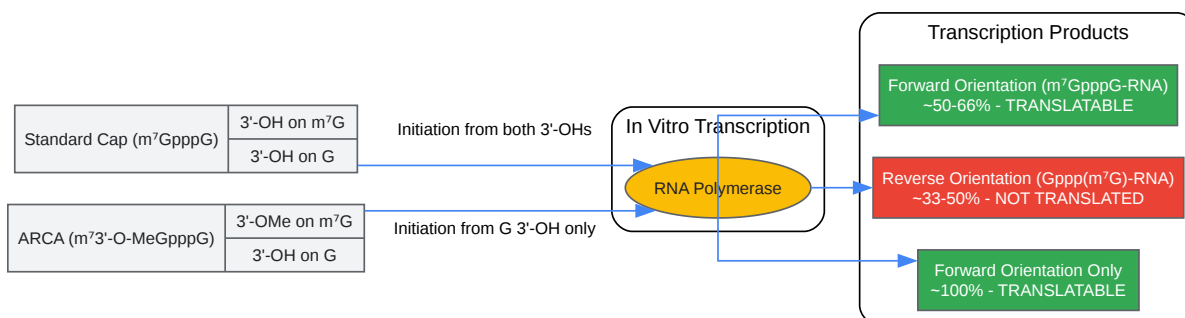 Transcription Products
Forward Orientation (m⁷GpppG-RNA)
~50-66% - TRANSLATABLE
Standard Cap (m⁷GpppG)
3'-OH on m⁷G
3'-OH on G
Initiation from both 3'-OHs
In Vitro Transcription
RNA Polymerase
Reverse Orientation (Gppp(m⁷G)-RNA)
~33-50% - NOT TRANSLATED
ARCA (m⁷3'-O-MeGpppG)
3'-OMe on m⁷G
3'-OH on G
Initiation from G 3'-OH only
Forward Orientation Only
~100% - TRANSLATABLE